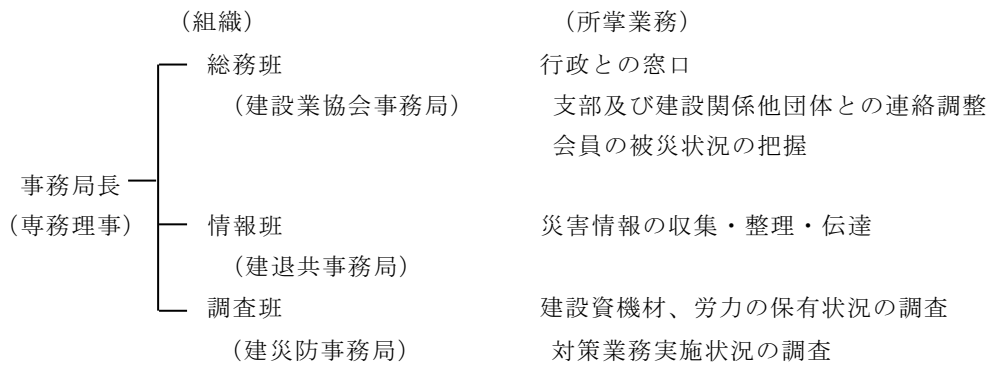 （組織） （所掌業務）
総務班 行政との窓口
（建設業協会事務局） 支部及び建設関係他団体との連絡調整
会員の被災状況の把握
事務局長
（専務理事） 情報班 災害情報の収集・整理・伝達
（建退共事務局）
調査班 建設資機材、労力の保有状況の調査
（建災防事務局） 対策業務実施状況の調査